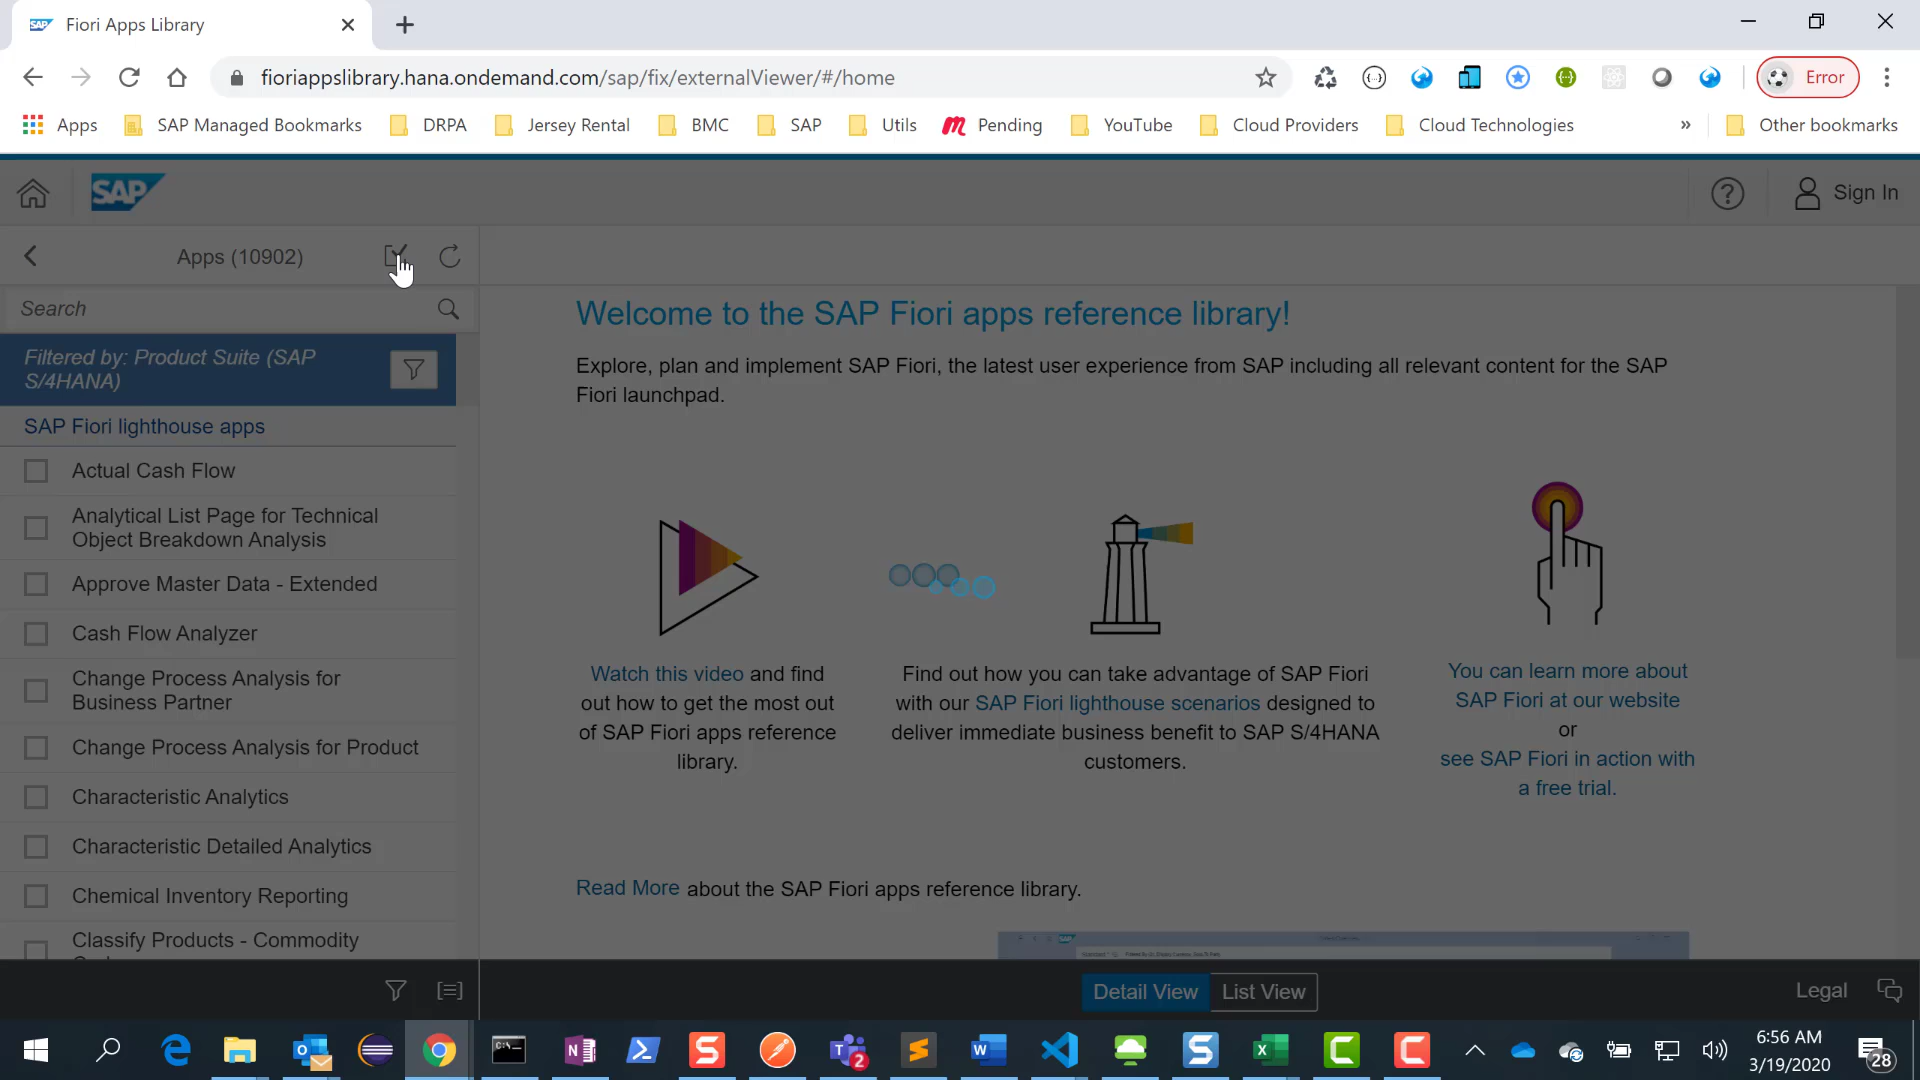 SAP Fiori Apps Library
fioriappslibrary.hana.ondemand.com/sap/fix/externalViewer/#/home
Error
Apps
SAP Managed Bookmarks
DRPA
Jersey Rental
BMC
SAP
Utils
Pending
YouTube
Cloud Providers
Cloud Technologies
»
Other bookmarks
SAP
Sign In
Apps (10902)
Search
Filtered by: Product Suite (SAP
S/4HANA)
SAP Fiori lighthouse apps
Actual Cash Flow
Analytical List Page for Technical
Object Breakdown Analysis
Approve Master Data - Extended
Cash Flow Analyzer
Change Process Analysis for
Business Partner
Change Process Analysis for Product
Characteristic Analytics
Characteristic Detailed Analytics
Chemical Inventory Reporting
Classify Products - Commodity
Welcome to the SAP Fiori apps reference library!
Explore, plan and implement SAP Fiori, the latest user experience from SAP including all relevant content for the SAP
Fiori launchpad.
Watch this video and find
out how to get the most out
of SAP Fiori apps reference
library.
Find out how you can take advantage of SAP Fiori
with our SAP Fiori lighthouse scenarios designed to
deliver immediate business benefit to SAP S/4HANA
customers.
You can learn more about
SAP Fiori at our website
or
see SAP Fiori in action with
a free trial.
Read More about the SAP Fiori apps reference library.
Detail View
List View
Legal
6:56 AM
3/19/2020
2
28